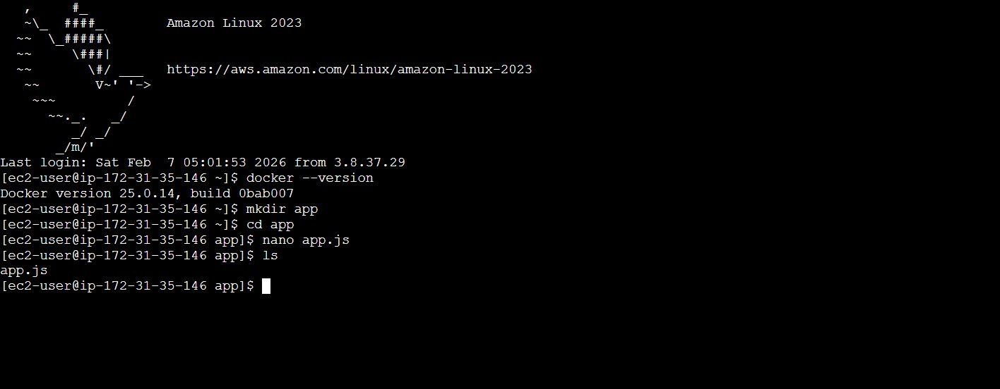 ,     #_
   ~\_  ####_        Amazon Linux 2023
  ~~  \_#####\
  ~~     \###|
  ~~       \#/ ___   https://aws.amazon.com/linux/amazon-linux-2023
   ~~       V~' '->
    ~~~         /
      ~~._.   _/
         _/ _/
       _/m/'
Last login: Sat Feb  7 05:01:53 2026 from 3.8.37.29
[ec2-user@ip-172-31-35-146 ~]$ docker --version
Docker version 25.0.14, build 0bab007
[ec2-user@ip-172-31-35-146 ~]$ mkdir app
[ec2-user@ip-172-31-35-146 ~]$ cd app
[ec2-user@ip-172-31-35-146 app]$ nano app.js
[ec2-user@ip-172-31-35-146 app]$ ls
app.js
[ec2-user@ip-172-31-35-146 app]$